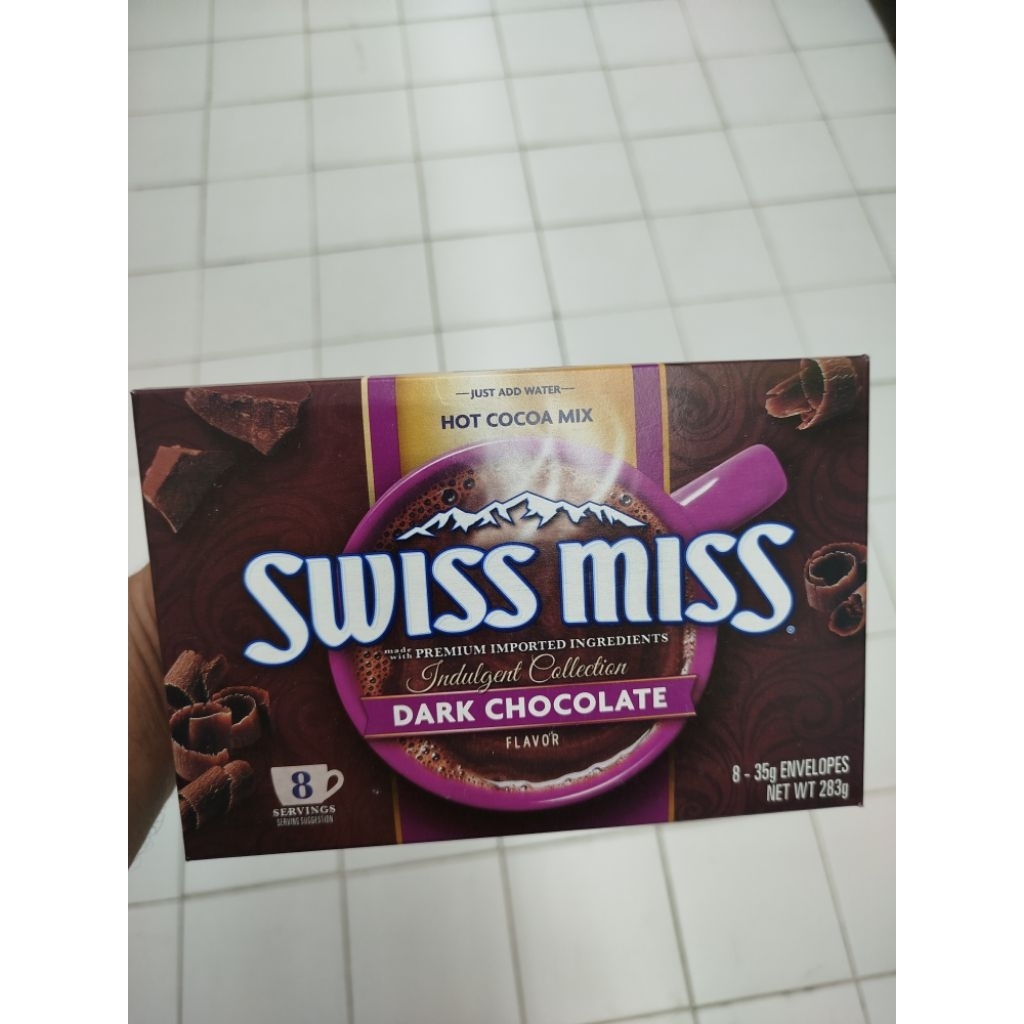 —JUST ADD WATER—
HOT COCOA MIX
SWISS MISS®
made with PREMIUM IMPORTED INGREDIENTS
Indulgent Collection
DARK CHOCOLATE
FLAVOR
8
SERVINGS
SERVING SUGGESTION
8 - 35g ENVELOPES
NET WT 283g